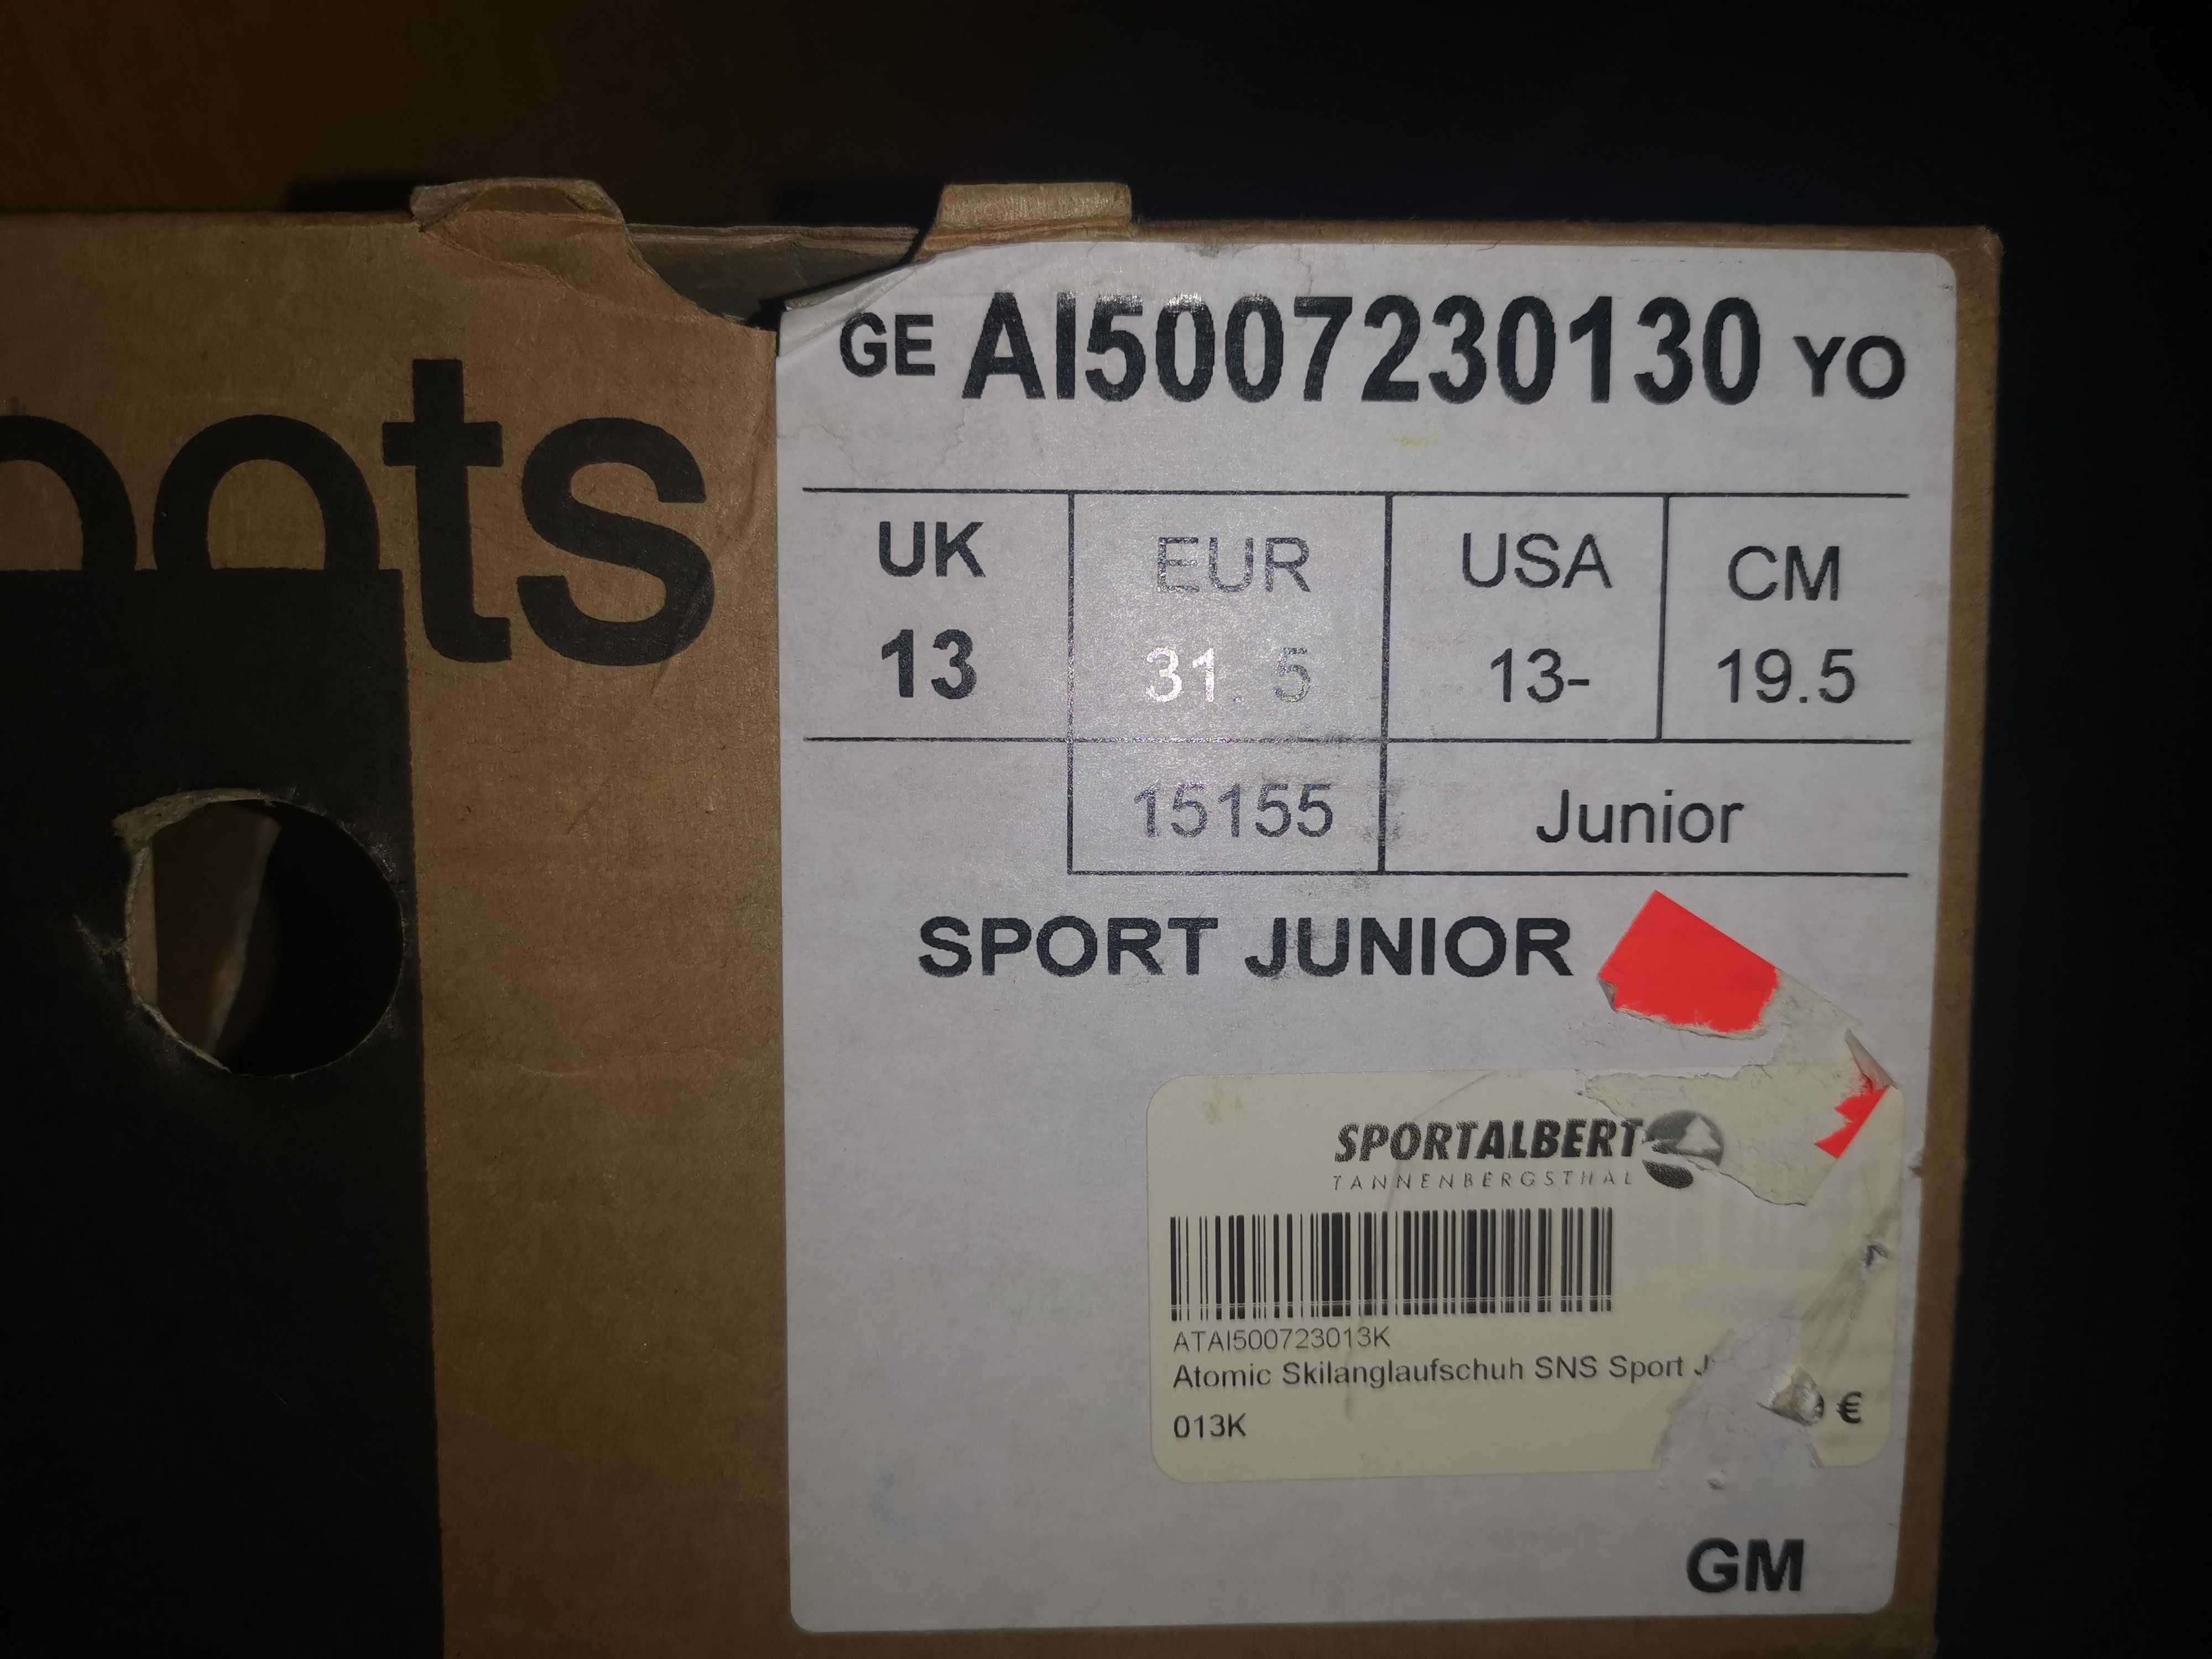 oots
GE AI5007230130 YO
UK EUR USA CM
13 31.5 13- 19.5
15155 Junior
SPORT JUNIOR
SPORTALBERT
TANNENBERGSTHAL
ATAI500723013K
Atomic Skilanglaufschuh SNS Sport
013K €
GM